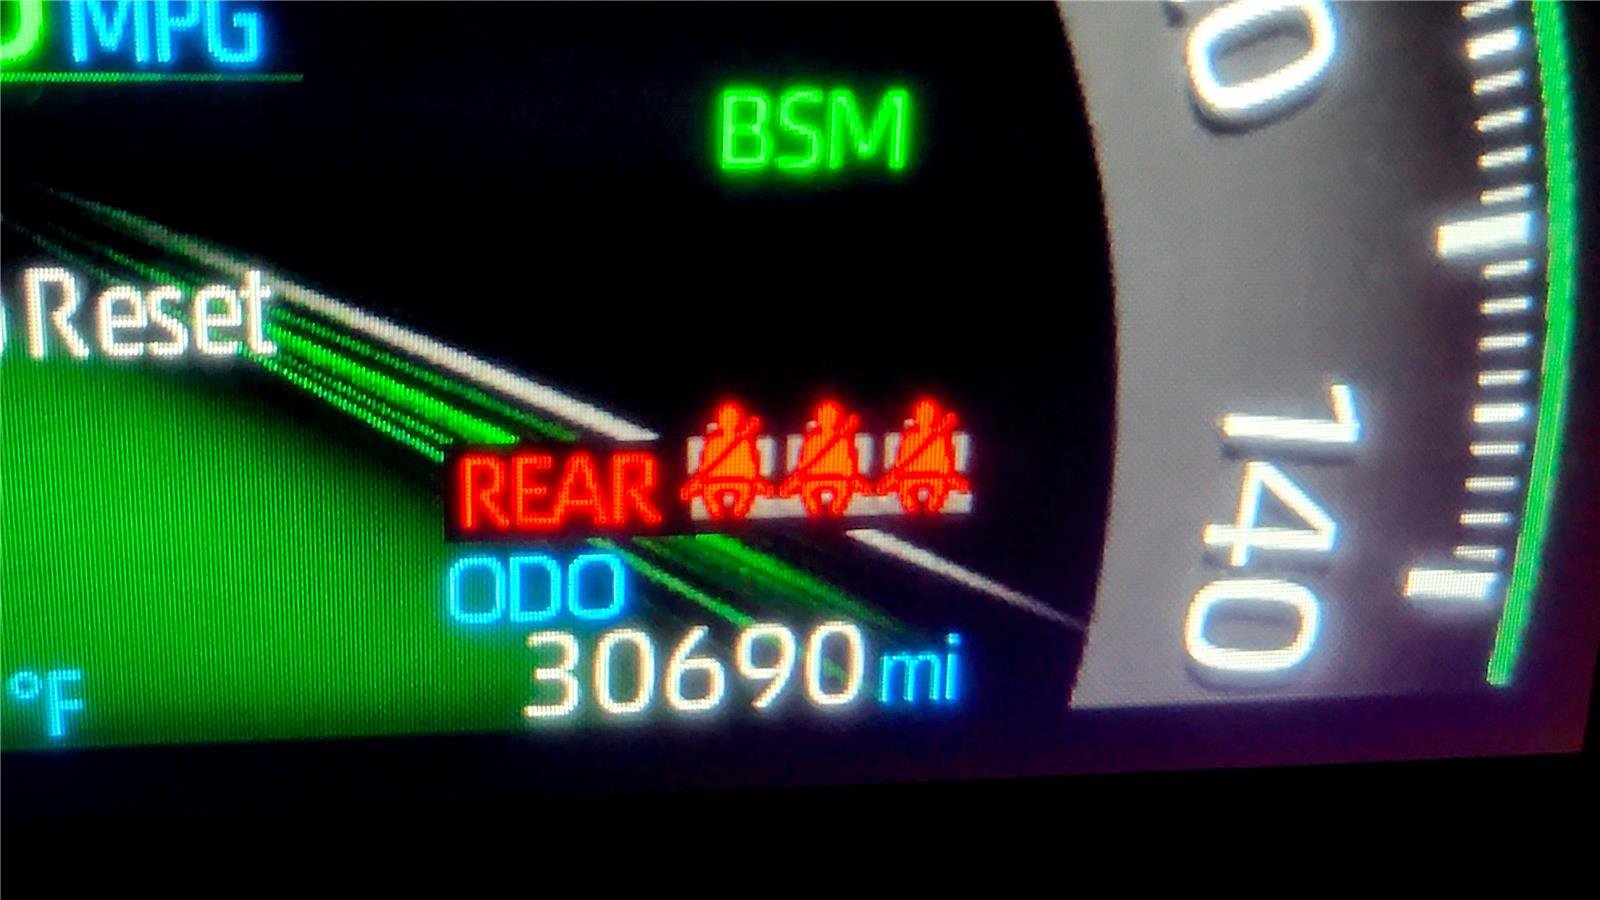 MPG
BSM
Reset
REAR
ODO
30690 mi
°F
140